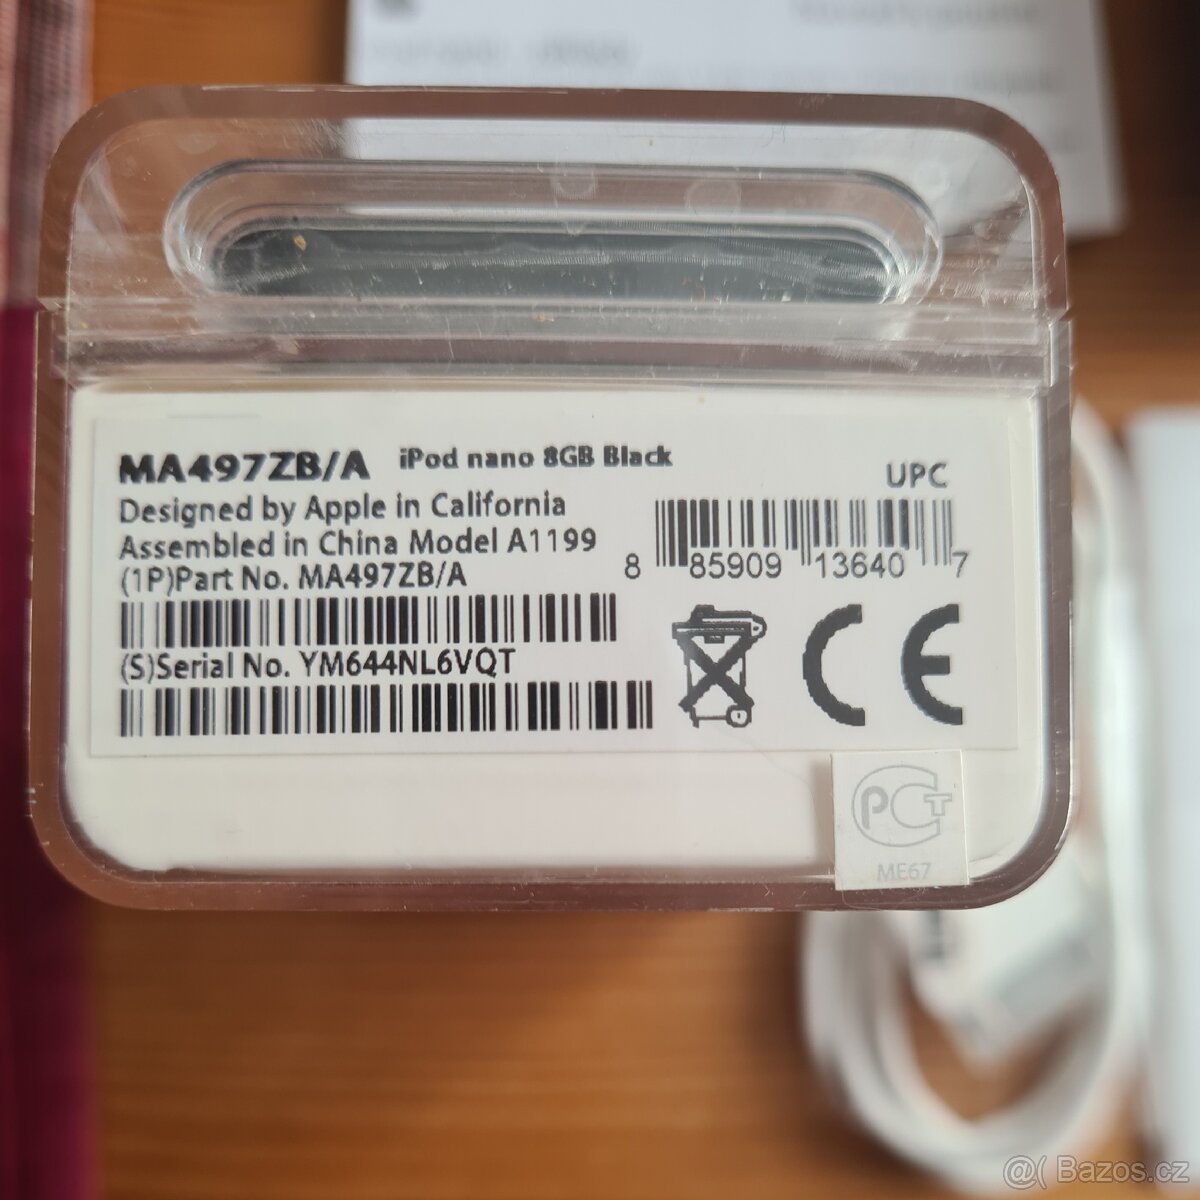 MA497ZB/A iPod nano 8GB Black
UPC
Designed by Apple in California
Assembled in China Model A1199
(1P)Part No. MA497ZB/A
8 85909 13640 7
(S)Serial No. YM644NL6VQT
CE
PCT
ME67
@( Bazos.cz